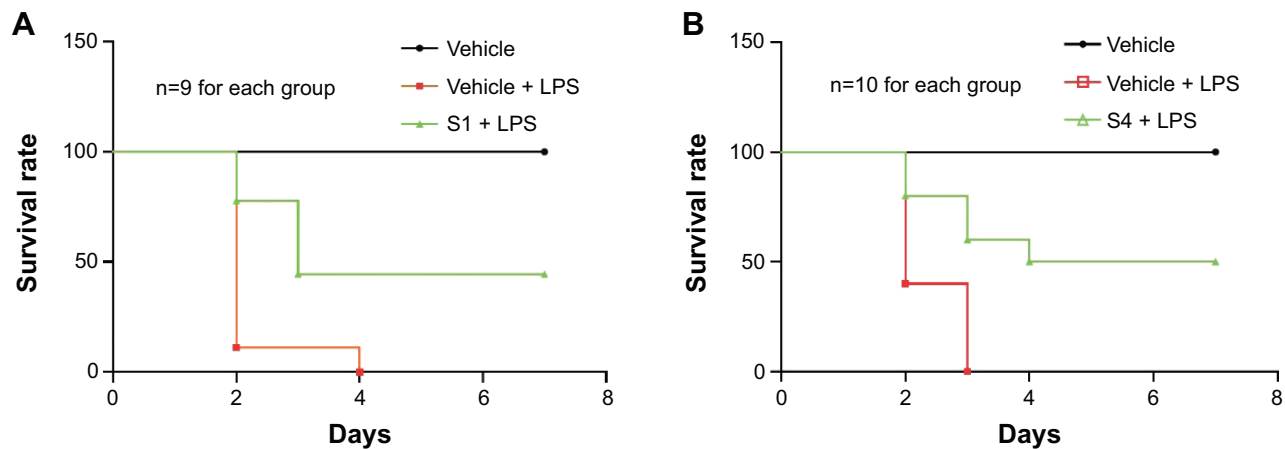 A
150
100
50
0
Survival rate
n=9 for each group
Vehicle
Vehicle + LPS
S1 + LPS
0 2 4 6 8
Days
B
150
100
50
0
Survival rate
n=10 for each group
Vehicle
Vehicle + LPS
S4 + LPS
0 2 4 6 8
Days